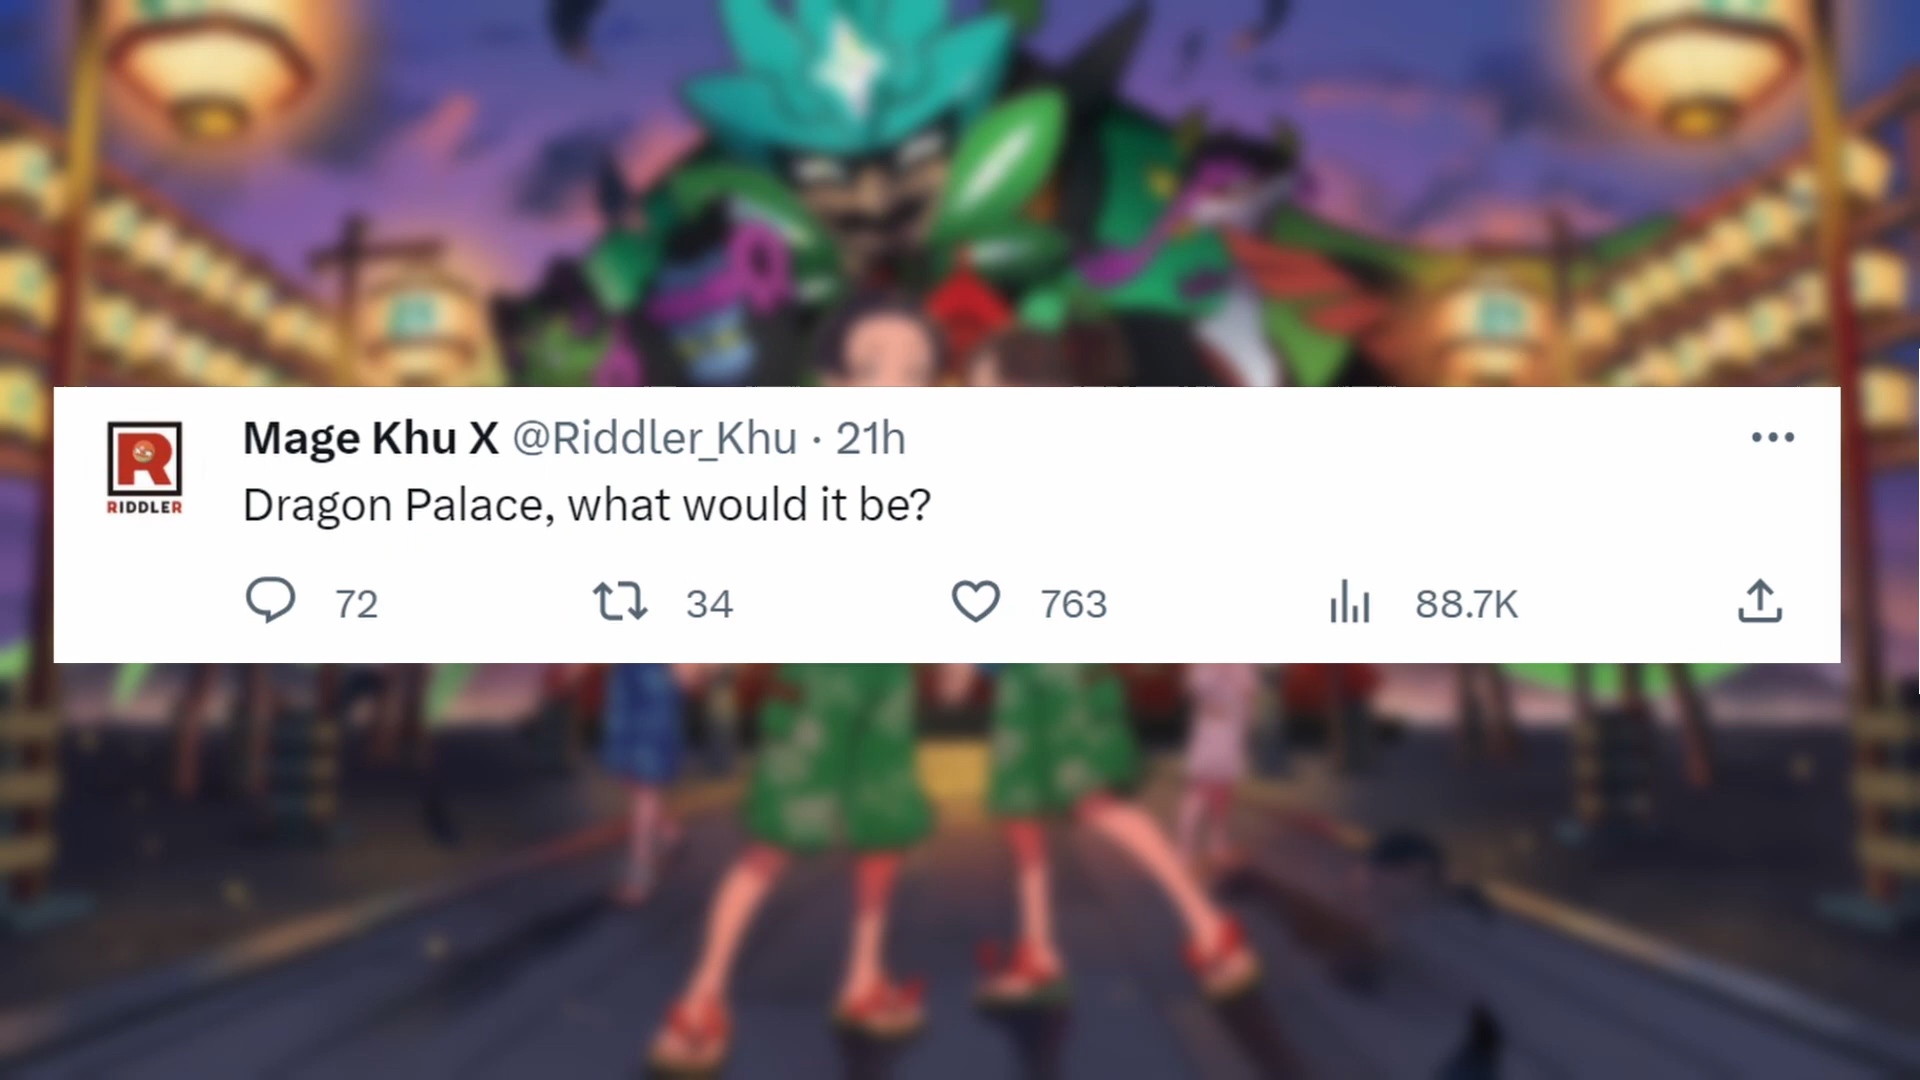 Mage Khu X @Riddler_Khu · 21h
R
RIDDLER
Dragon Palace, what would it be?
72 34 763 88.7K